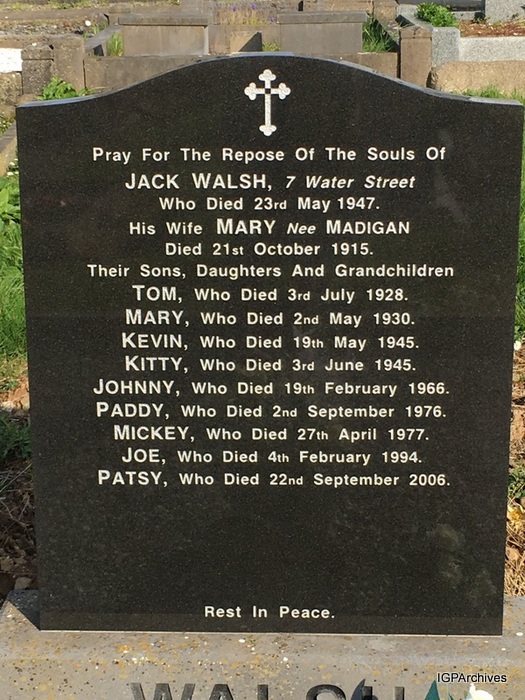 Pray For The Repose Of The Souls Of
JACK WALSH, 7 Water Street
Who Died 23rd May 1947.
His Wife MARY Nee MADIGAN
Died 21st October 1915.
Their Sons, Daughters And Grandchildren
TOM, Who Died 3rd July 1928.
MARY, Who Died 2nd May 1930.
KEVIN, Who Died 19th May 1945.
KITTY, Who Died 3rd June 1945.
JOHNNY, Who Died 19th February 1966.
PADDY, Who Died 2nd September 1976.
MICKEY, Who Died 27th April 1977.
JOE, Who Died 4th February 1994.
PATSY, Who Died 22nd September 2006.
Rest In Peace.
IGPArchives
WALSH